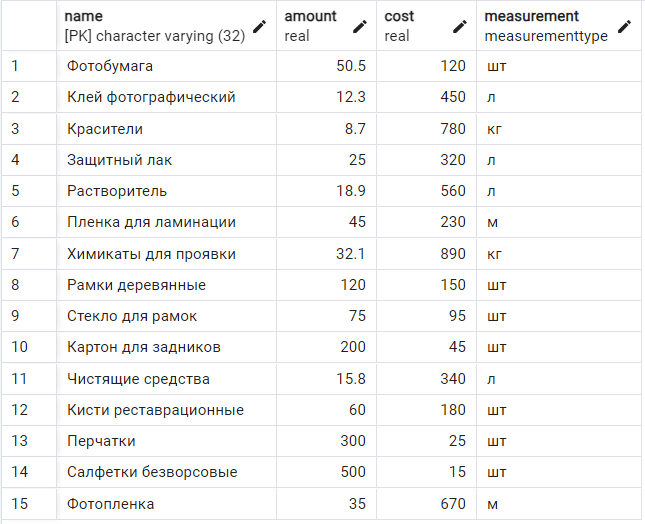 name amount cost measurement
[PK] character varying (32) real real measurementtype
1 Фотобумага 50.5 120 шт
2 Клей фотографический 12.3 450 л
3 Красители 8.7 780 кг
4 Защитный лак 25 320 л
5 Растворитель 18.9 560 л
6 Пленка для ламинации 45 230 м
7 Химикаты для проявки 32.1 890 кг
8 Рамки деревянные 120 150 шт
9 Стекло для рамок 75 95 шт
10 Картон для задников 200 45 шт
11 Чистящие средства 15.8 340 л
12 Кисти реставрационные 60 180 шт
13 Перчатки 300 25 шт
14 Салфетки безворсовые 500 15 шт
15 Фотопленка 35 670 м